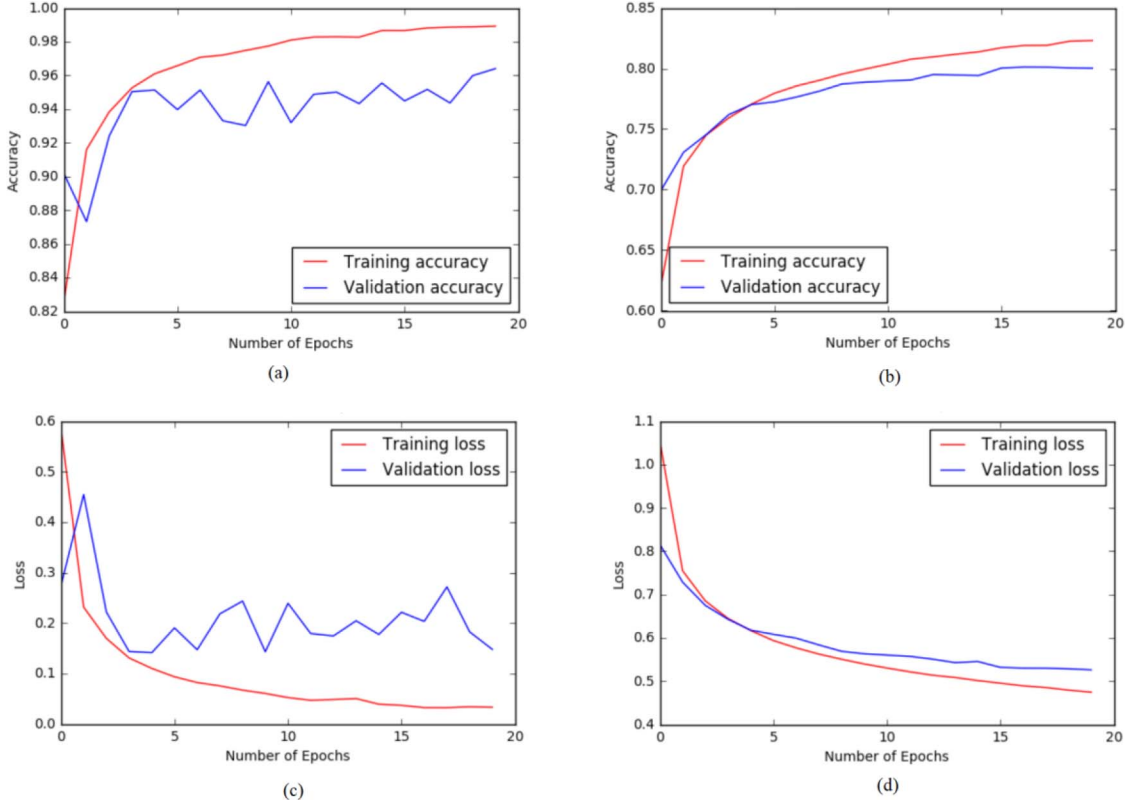 1.00
0.98
0.96
0.94
0.92
0.90
0.88
0.86
0.84
0.82
Accuracy
Training accuracy
Validation accuracy
0 5 10 15 20
Number of Epochs
(a)
0.85
0.80
0.75
0.70
0.65
0.60
Accuracy
Training accuracy
Validation accuracy
0 5 10 15 20
Number of Epochs
(b)
0.6
0.5
0.4
0.3
0.2
0.1
0.0
Loss
Training loss
Validation loss
0 5 10 15 20
Number of Epochs
(c)
1.1
1.0
0.9
0.8
0.7
0.6
0.5
0.4
Loss
Training loss
Validation loss
0 5 10 15 20
Number of Epochs
(d)